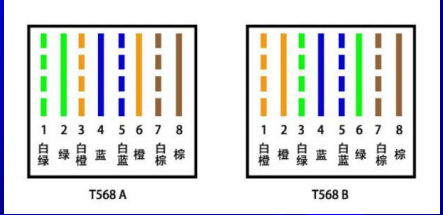 1 2 3 4 5 6 7 8
白绿 绿 白橙 蓝 白蓝 橙 白棕 棕
T568 A
1 2 3 4 5 6 7 8
白橙 橙 白绿 蓝 白蓝 绿 白棕 棕
T568 B